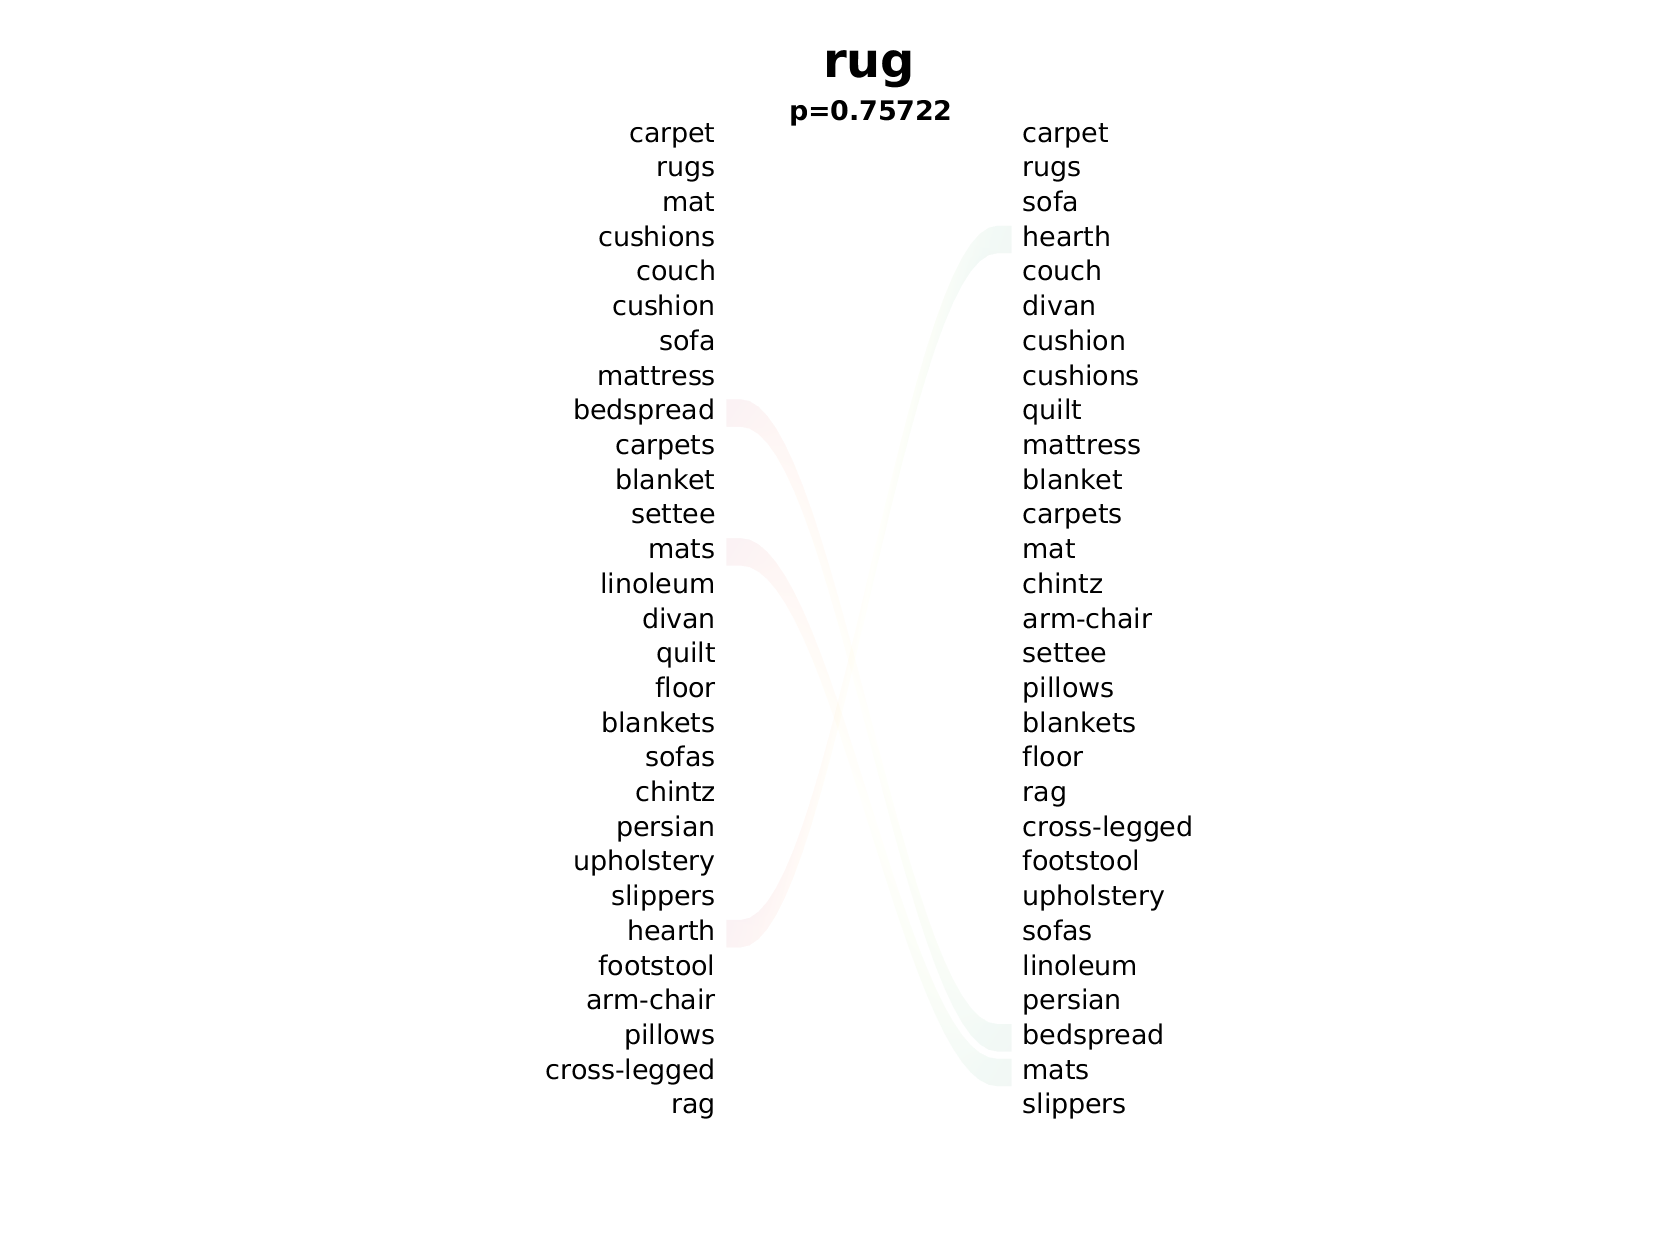 rug
p=0.75722
carpet carpet
rugs rugs
mat sofa
cushions hearth
couch couch
cushion divan
sofa cushion
mattress cushions
bedspread quilt
carpets mattress
blanket blanket
settee carpets
mats mat
linoleum chintz
divan arm-chair
quilt settee
floor pillows
blankets blankets
sofas floor
chintz rag
persian cross-legged
upholstery footstool
slippers upholstery
hearth sofas
footstool linoleum
arm-chair persian
pillows bedspread
cross-legged mats
rag slippers